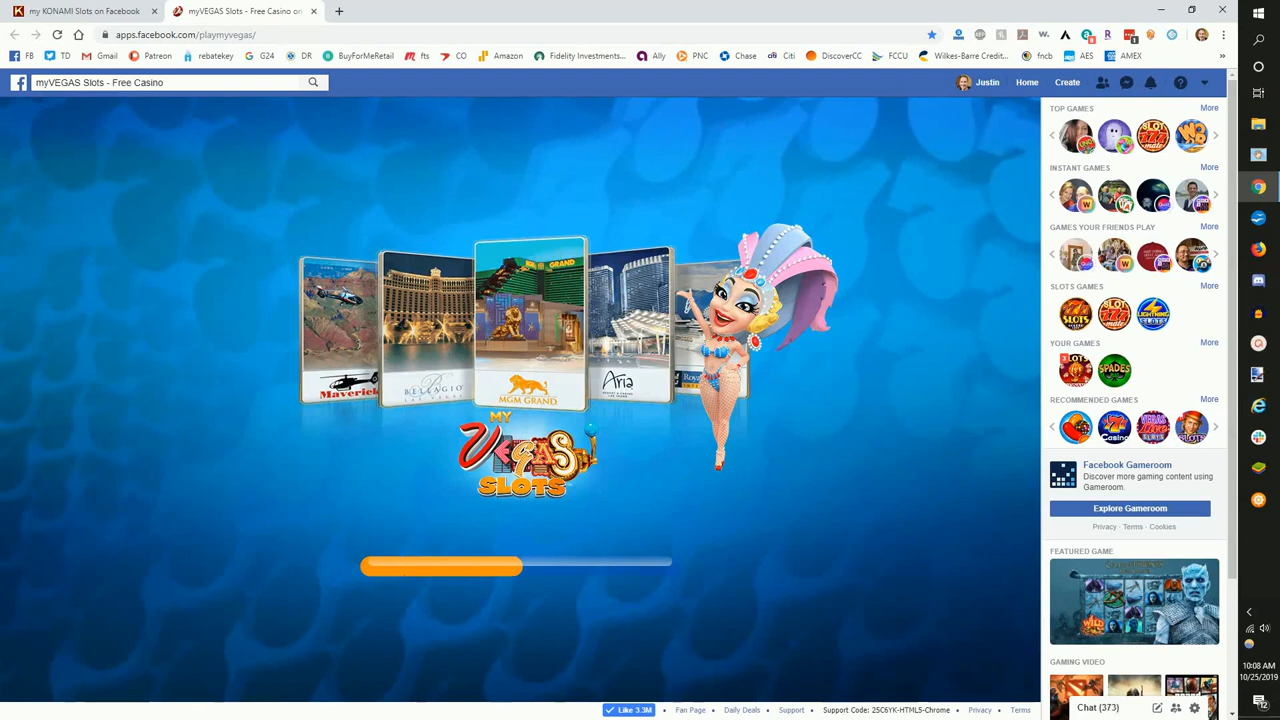 my KONAMI Slots on Facebook
myVEGAS Slots - Free Casino on
apps.facebook.com/playmyvegas/
FB
TD
Gmail
Patreon
rebatekey
G24
DR
BuyForMeRetail
fts
CO
Amazon
Fidelity Investments...
Ally
PNC
Chase
Citi
DiscoverCC
FCCU
Wilkes-Barre Credit...
fncb
AES
AMEX
myVEGAS Slots - Free Casino
Justin
Home
Create
TOP GAMES
More
INSTANT GAMES
More
GAMES YOUR FRIENDS PLAY
More
SLOTS GAMES
More
YOUR GAMES
More
RECOMMENDED GAMES
More
Facebook Gameroom
Discover more gaming content using
Gameroom.
Explore Gameroom
Privacy · Terms · Cookies
FEATURED GAME
WILD
GAMING VIDEO
Chat (373)
GRAND
Maverick
BELLAGIO
LAS VEGAS
MGM GRAND
Aria
MY
VEGAS
SLOTS
Like 3.3M
Fan Page
Daily Deals
Support
Support Code: 25C6YK-HTML5-Chrome
Privacy
Terms
10:08 AM
10/25/2019